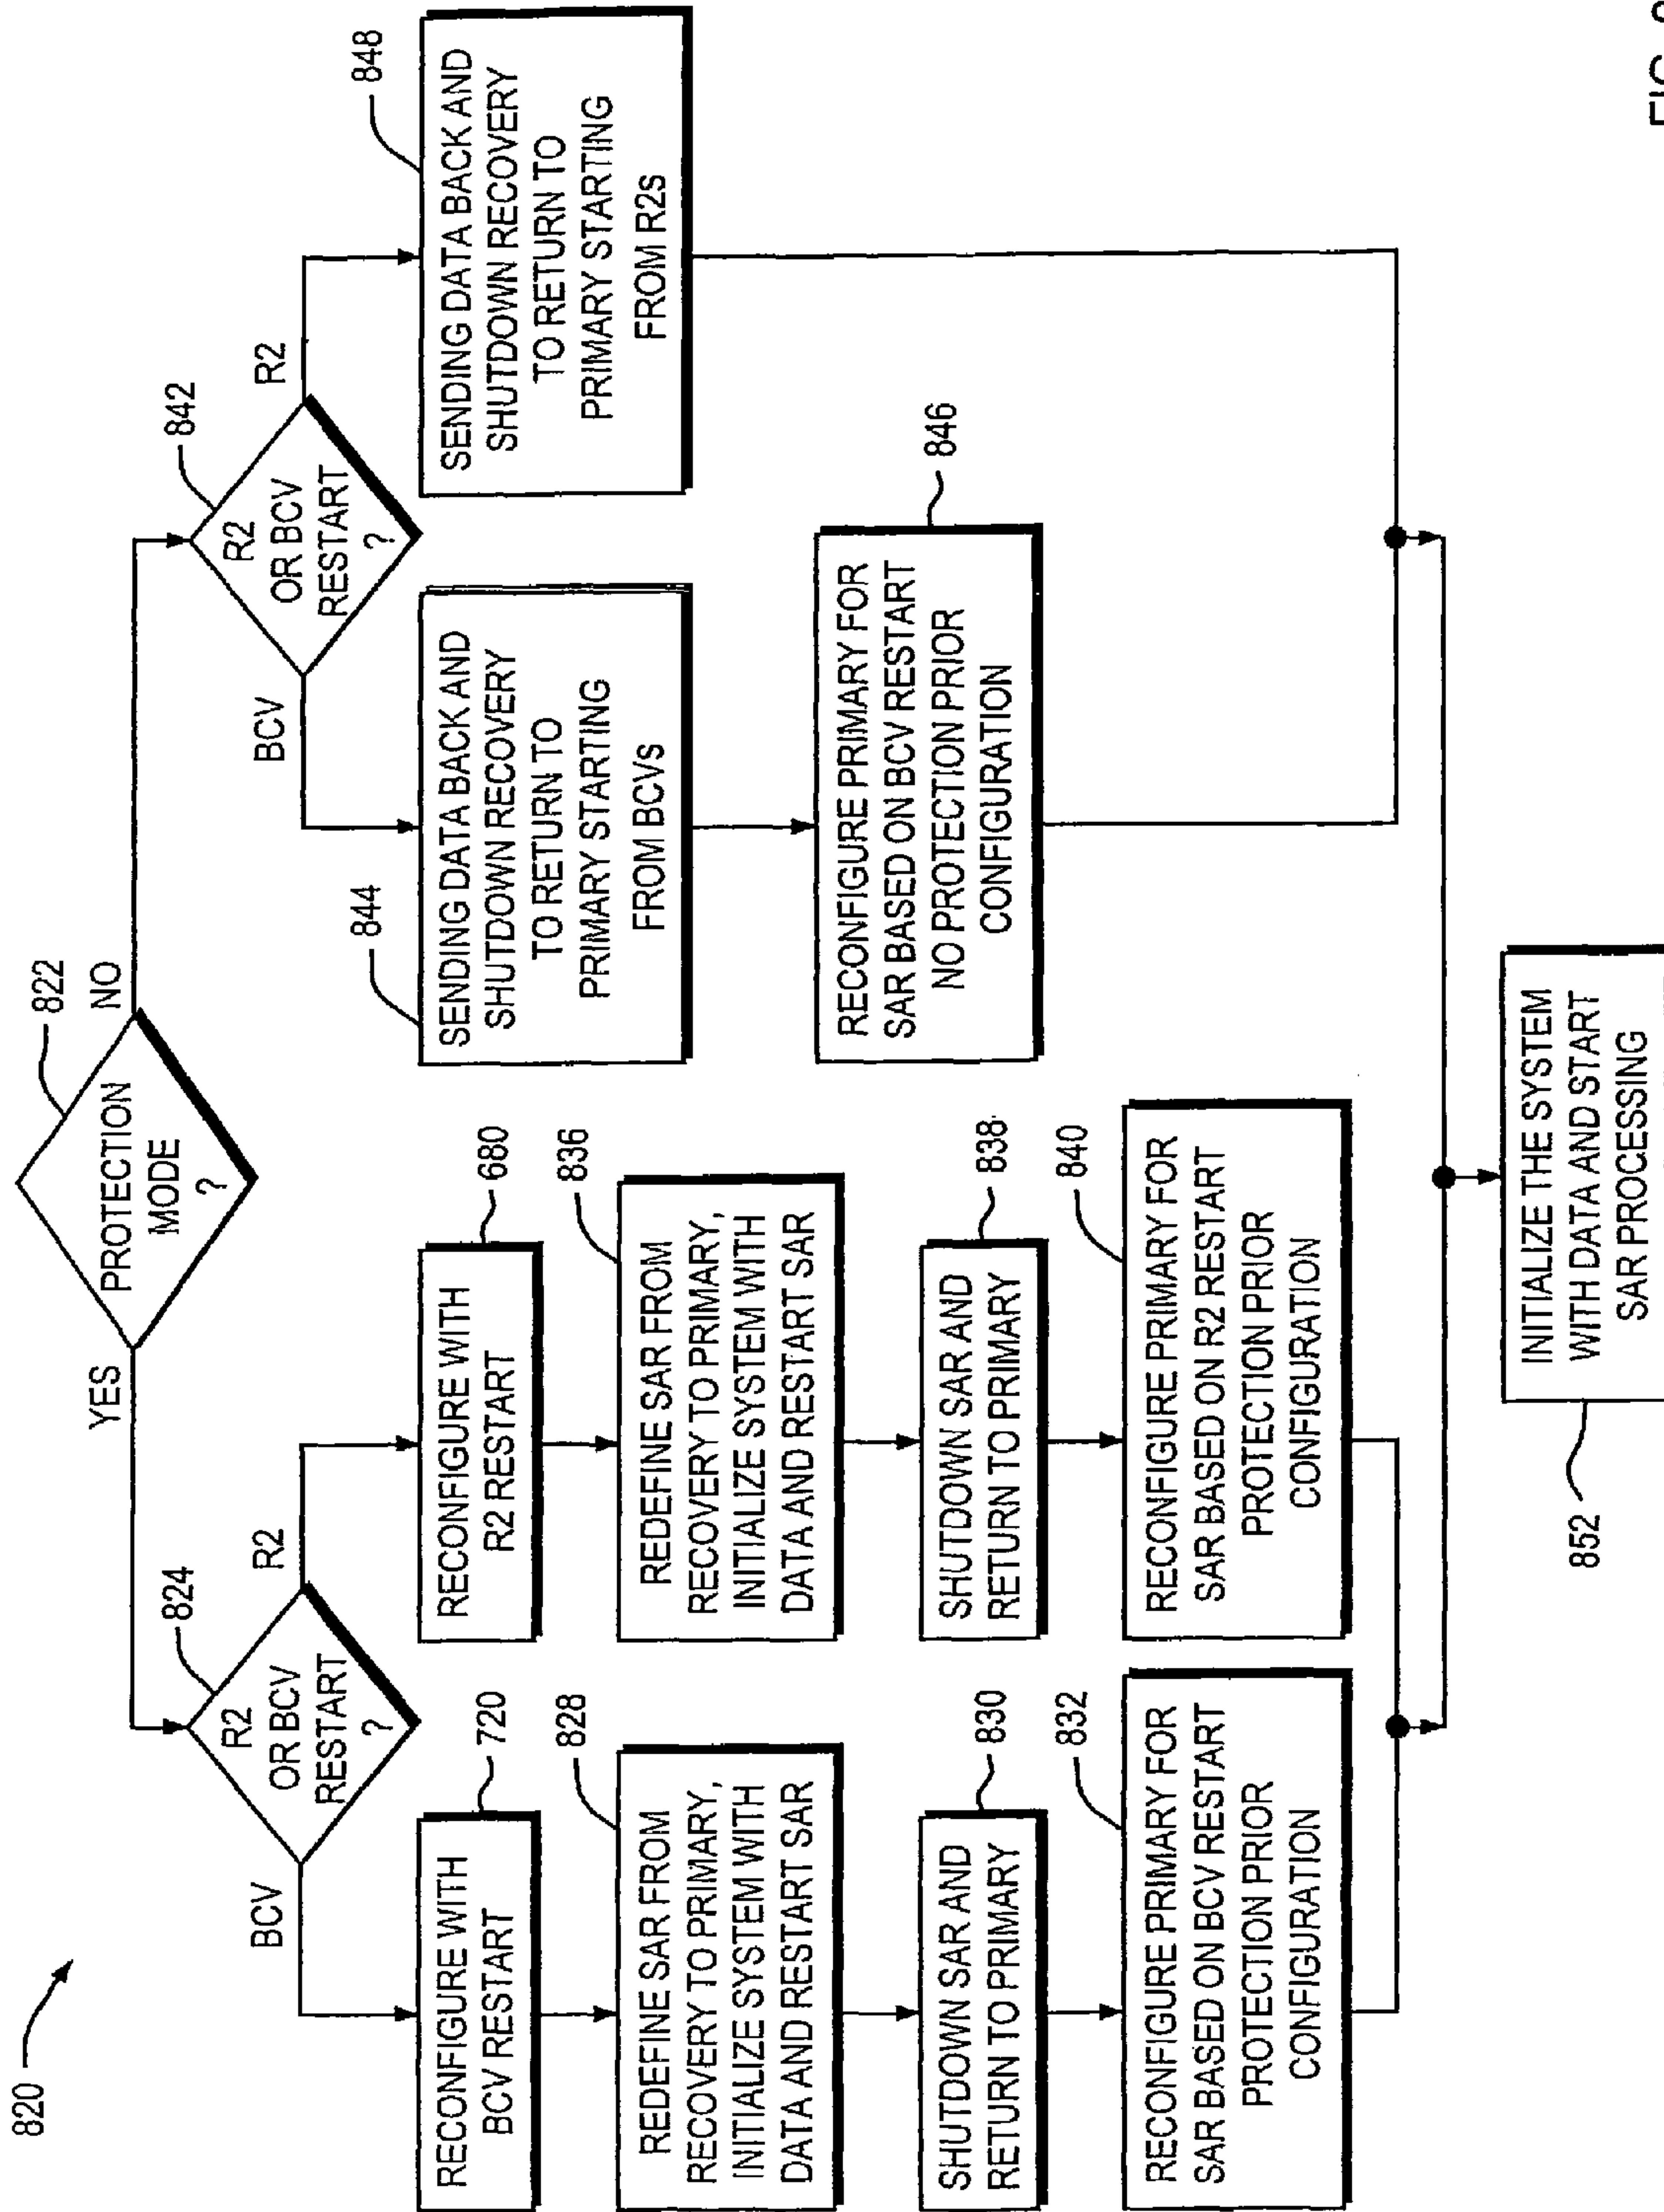 820
822
PROTECTION
MODE
?
YES
NO
824
R2
OR BCV
RESTART
?
BCV
R2
842
R2
OR BCV
RESTART
?
BCV
R2
720
RECONFIGURE WITH
BCV RESTART
680
RECONFIGURE WITH
R2 RESTART
844
SENDING DATA BACK AND
SHUTDOWN RECOVERY
TO RETURN TO
PRIMARY STARTING
FROM BCVs
848
SENDING DATA BACK AND
SHUTDOWN RECOVERY
TO RETURN TO
PRIMARY STARTING
FROM R2s
828
REDEFINE SAR FROM
RECOVERY TO PRIMARY,
INITIALIZE SYSTEM WITH
DATA AND RESTART SAR
836
REDEFINE SAR FROM
RECOVERY TO PRIMARY,
INITIALIZE SYSTEM WITH
DATA AND RESTART SAR
846
RECONFIGURE PRIMARY FOR
SAR BASED ON BCV RESTART
NO PROTECTION PRIOR
CONFIGURATION
830
SHUTDOWN SAR AND
RETURN TO PRIMARY
838
SHUTDOWN SAR AND
RETURN TO PRIMARY
832
RECONFIGURE PRIMARY FOR
SAR BASED ON BCV RESTART
PROTECTION PRIOR
CONFIGURATION
840
RECONFIGURE PRIMARY FOR
SAR BASED ON R2 RESTART
PROTECTION PRIOR
CONFIGURATION
852
INITIALIZE THE SYSTEM
WITH DATA AND START
SAR PROCESSING
FIG.